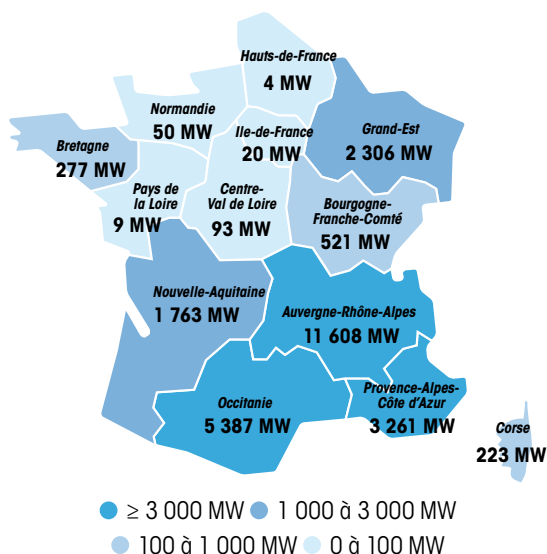 Hauts-de-France
4 MW
Normandie
50 MW
Ile-de-France
20 MW
Grand-Est
2 306 MW
Bretagne
277 MW
Pays de
la Loire
9 MW
Centre-
Val de Loire
93 MW
Bourgogne-
Franche-Comté
521 MW
Nouvelle-Aquitaine
1 763 MW
Auvergne-Rhône-Alpes
11 608 MW
Occitanie
5 387 MW
Provence-Alpes-
Côte d'Azur
3 261 MW
Corse
223 MW
≥ 3 000 MW
1 000 à 3 000 MW
100 à 1 000 MW
0 à 100 MW